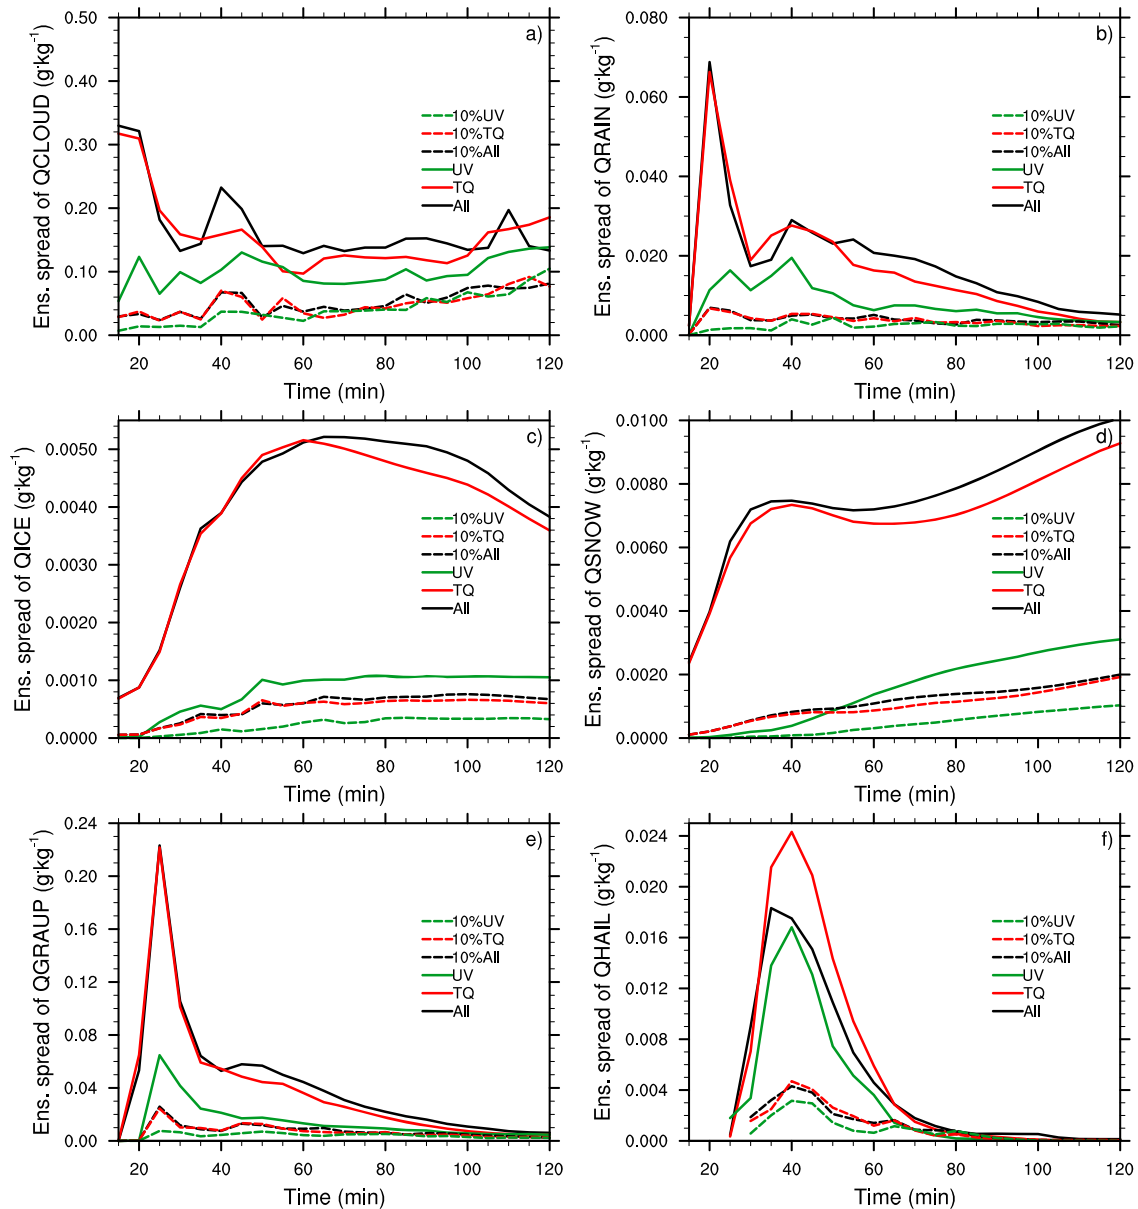 a)
Ens. spread of QCLOUD (g·kg⁻¹)
0.50
0.40
0.30
0.20
0.10
0.00
10%UV
10%TQ
10%All
UV
TQ
All
20 40 60 80 100 120
Time (min)
b)
Ens. spread of QRAIN (g·kg⁻¹)
0.080
0.060
0.040
0.020
0.000
10%UV
10%TQ
10%All
UV
TQ
All
20 40 60 80 100 120
Time (min)
c)
Ens. spread of QICE (g·kg⁻¹)
0.0050
0.0040
0.0030
0.0020
0.0010
0.0000
10%UV
10%TQ
10%All
UV
TQ
All
20 40 60 80 100 120
Time (min)
d)
Ens. spread of QSNOW (g·kg⁻¹)
0.0100
0.0080
0.0060
0.0040
0.0020
0.0000
10%UV
10%TQ
10%All
UV
TQ
All
20 40 60 80 100 120
Time (min)
e)
Ens. spread of QGRAUP (g·kg⁻¹)
0.24
0.20
0.16
0.12
0.08
0.04
0.00
10%UV
10%TQ
10%All
UV
TQ
All
20 40 60 80 100 120
Time (min)
f)
Ens. spread of QHAIL (g·kg⁻¹)
0.024
0.020
0.016
0.012
0.008
0.004
0.000
10%UV
10%TQ
10%All
UV
TQ
All
20 40 60 80 100 120
Time (min)